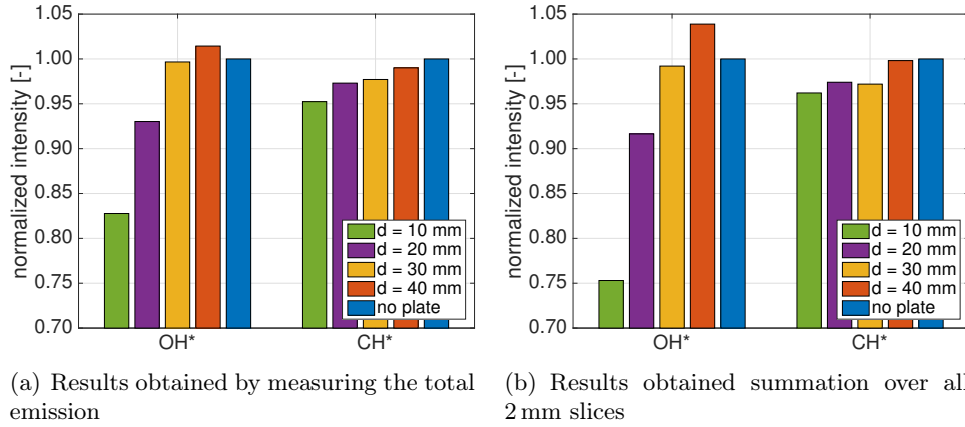 1.05
1.00
0.95
0.90
0.85
0.80
0.75
0.70
normalized intensity [-]
OH*
CH*
d = 10 mm
d = 20 mm
d = 30 mm
d = 40 mm
no plate
(a) Results obtained by measuring the total
emission
1.05
1.00
0.95
0.90
0.85
0.80
0.75
0.70
normalized intensity [-]
OH*
CH*
d = 10 mm
d = 20 mm
d = 30 mm
d = 40 mm
no plate
(b) Results obtained summation over all
2 mm slices